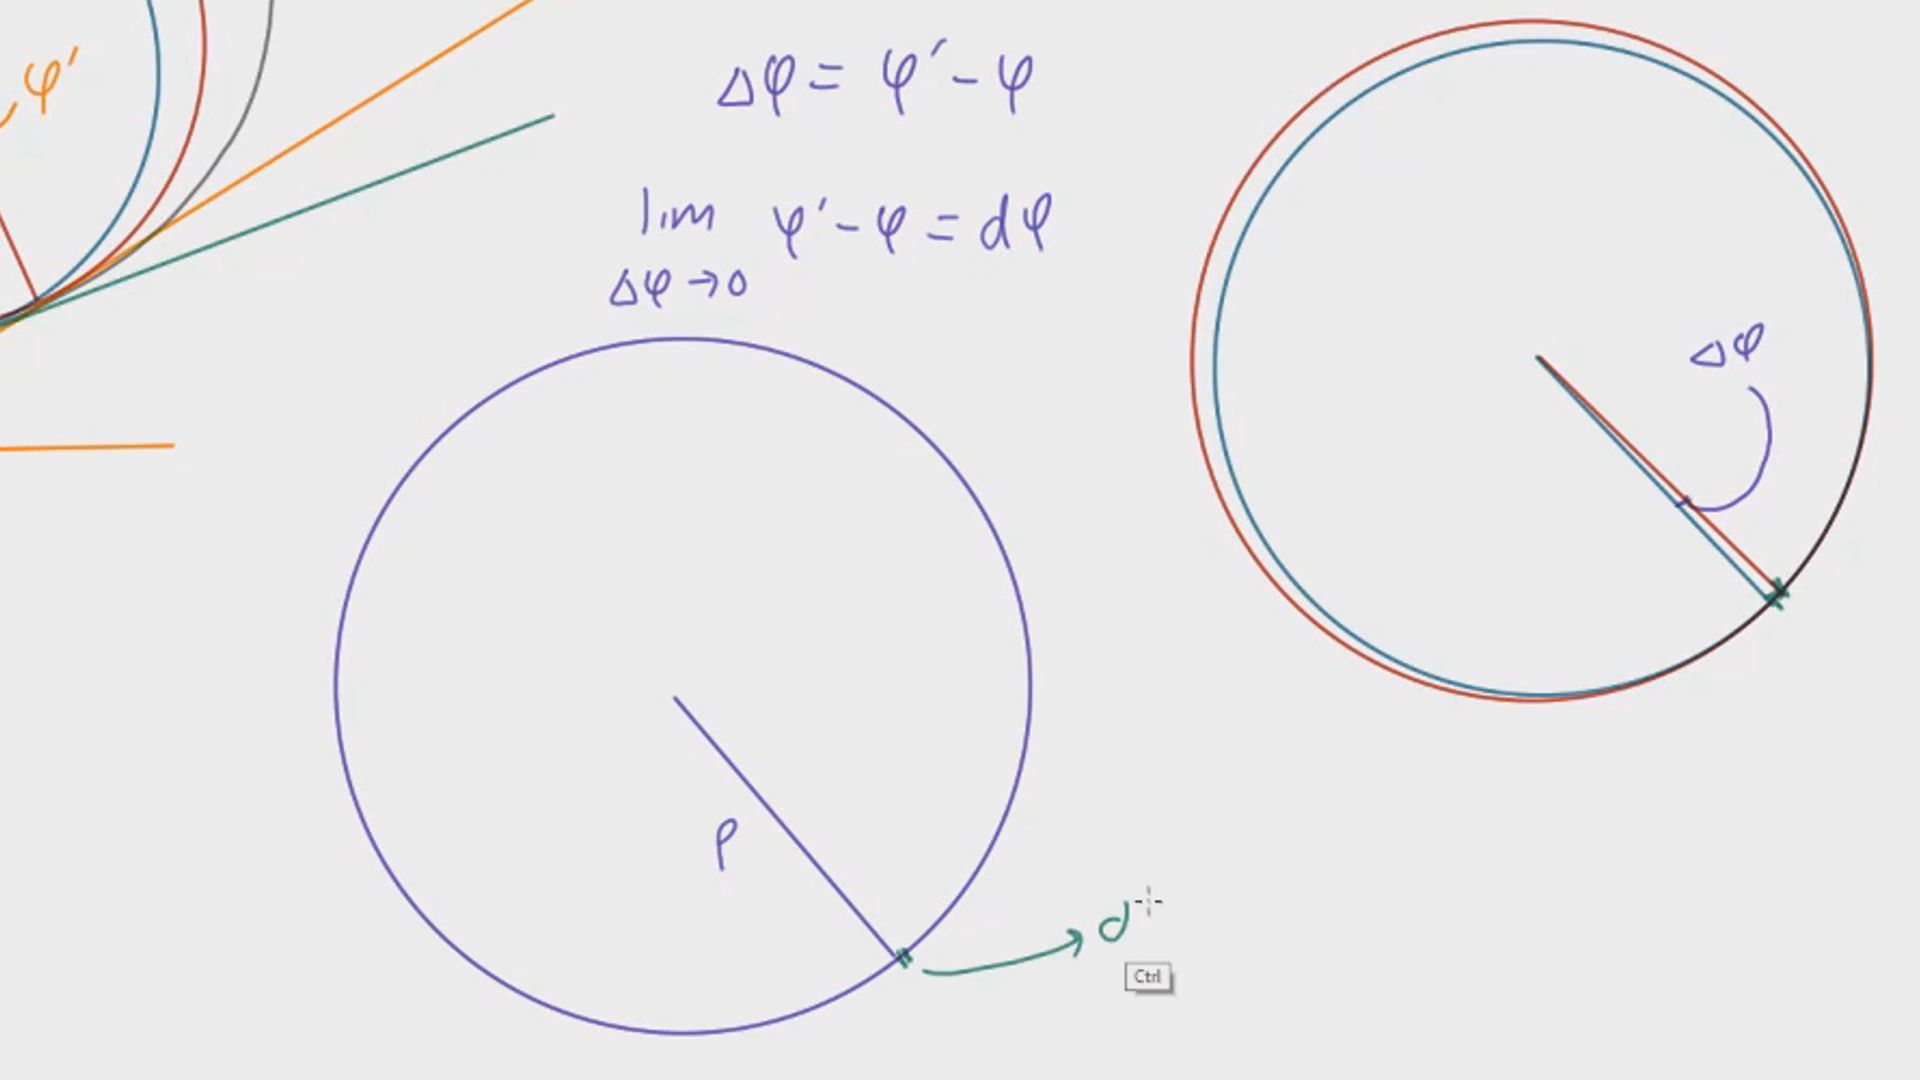 φ'
Δφ = φ' - φ
lim φ' - φ = dφ
Δφ → 0
Δφ
ρ
d
Ctrl